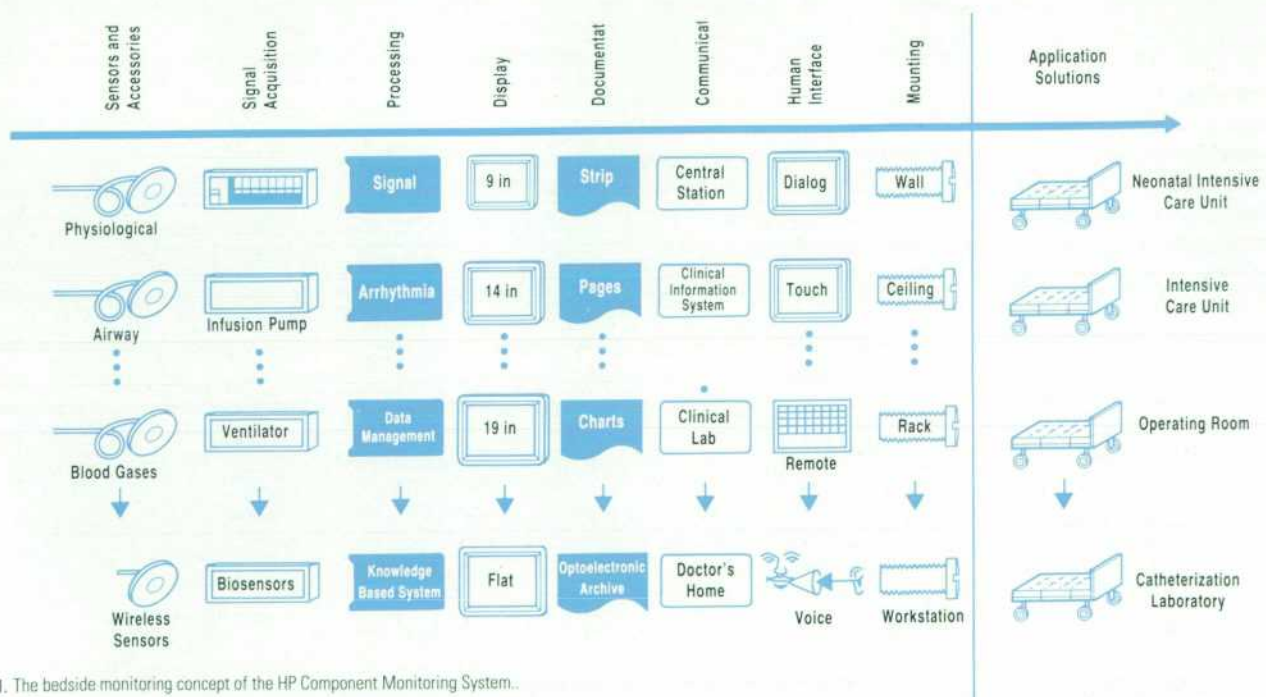 Sensors and
Accessories
Signal
Acquisition
Processing
Display
Documentat
Communical
Human
Interface
Mounting
Application
Solutions
Physiological
Signal
9 in
Strip
Central
Station
Dialog
Wall
Neonatal Intensive
Care Unit
Airway
Infusion Pump
Arrhythmia
14 in
Pages
Clinical
Information
System
Touch
Ceiling
Intensive
Care Unit
Blood Gases
Ventilator
Data
Management
19 in
Charts
Clinical
Lab
Remote
Rack
Operating Room
Wireless
Sensors
Biosensors
Knowledge
Based System
Flat
Optoelectronic
Archive
Doctor's
Home
Voice
Workstation
Catheterization
Laboratory
. The bedside monitoring concept of the HP Component Monitoring System..